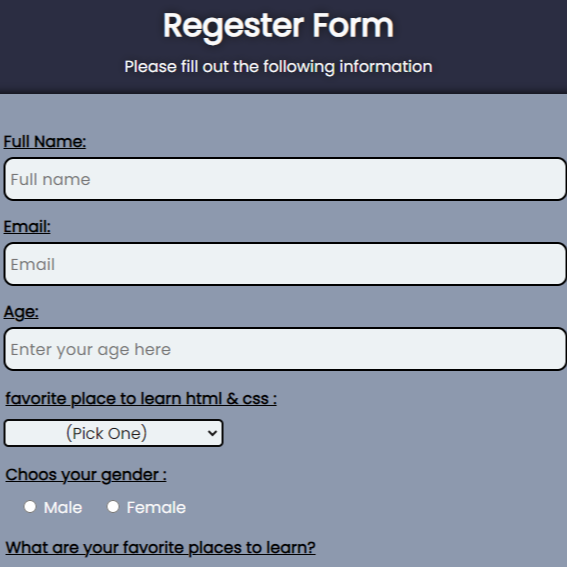 Regester Form
Please fill out the following information
Full Name:
Full name
Email:
Email
Age:
Enter your age here
favorite place to learn html & css :
(Pick One)
Choos your gender :
Male Female
What are your favorite places to learn?